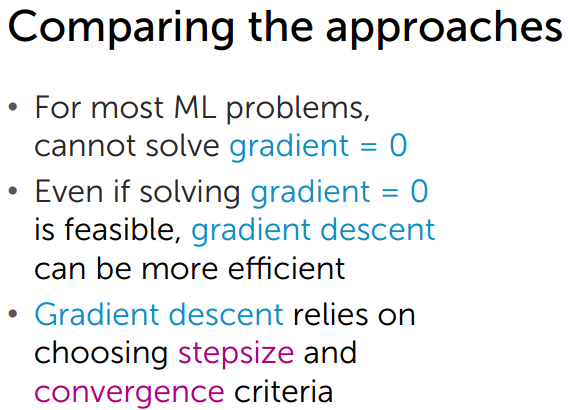 Comparing the approaches
• For most ML problems,
cannot solve gradient = 0
• Even if solving gradient = 0
is feasible, gradient descent
can be more efficient
• Gradient descent relies on
choosing stepsize and
convergence criteria